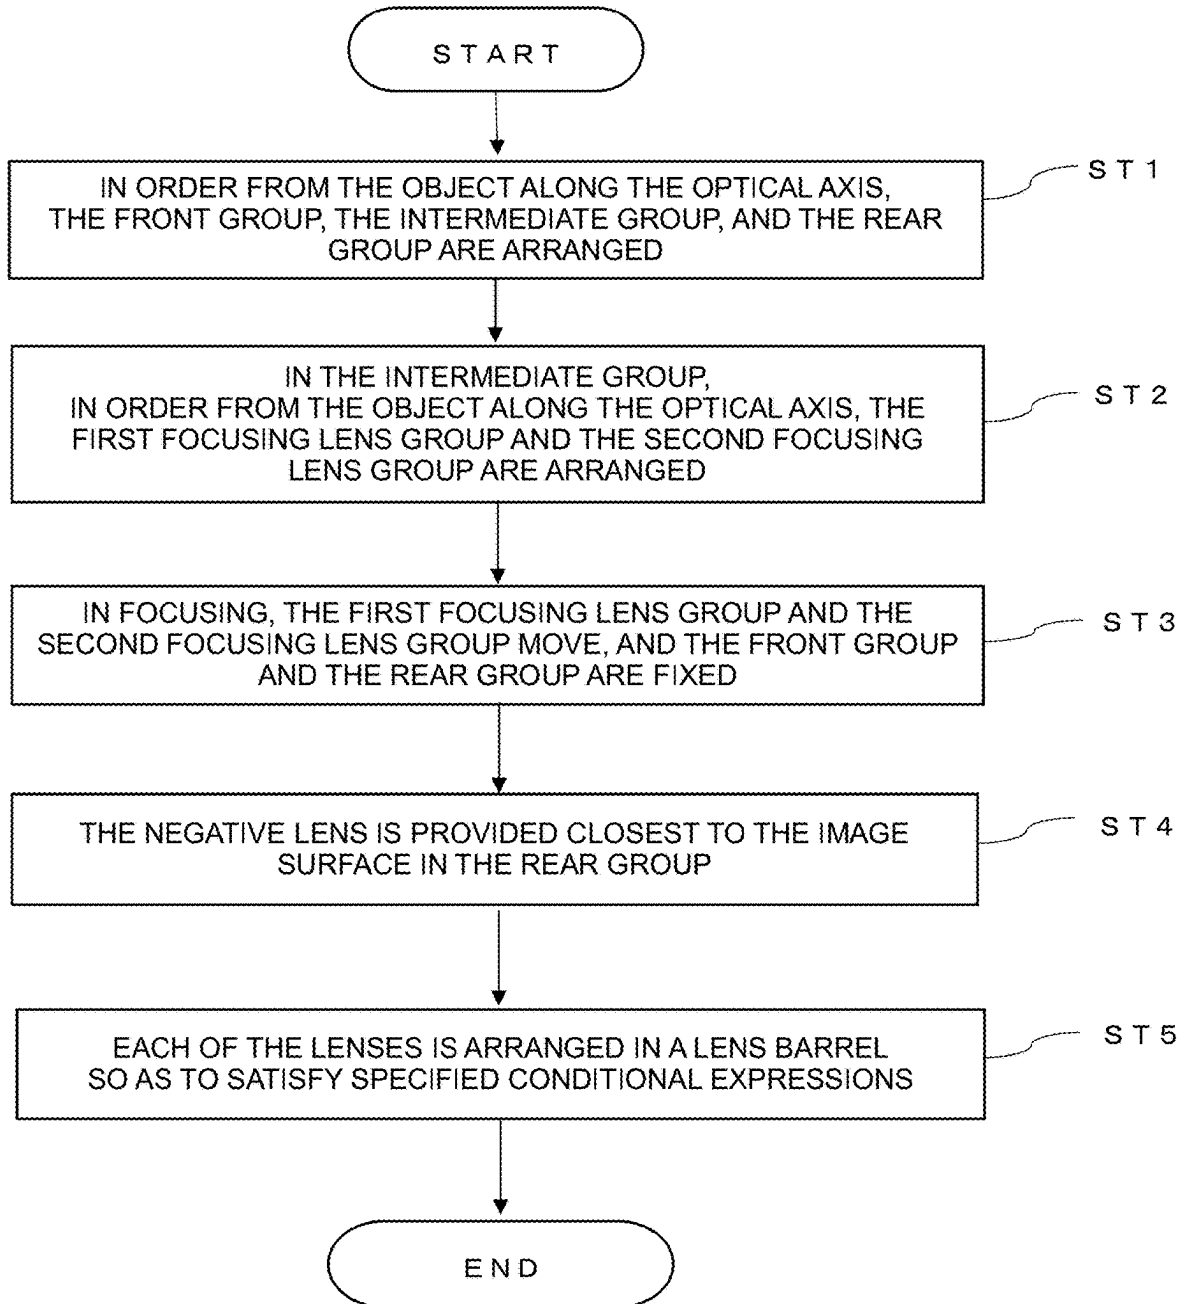 START
IN ORDER FROM THE OBJECT ALONG THE OPTICAL AXIS,
THE FRONT GROUP, THE INTERMEDIATE GROUP, AND THE REAR
GROUP ARE ARRANGED
ST1
IN THE INTERMEDIATE GROUP,
IN ORDER FROM THE OBJECT ALONG THE OPTICAL AXIS, THE
FIRST FOCUSING LENS GROUP AND THE SECOND FOCUSING
LENS GROUP ARE ARRANGED
ST2
IN FOCUSING, THE FIRST FOCUSING LENS GROUP AND THE
SECOND FOCUSING LENS GROUP MOVE, AND THE FRONT GROUP
AND THE REAR GROUP ARE FIXED
ST3
THE NEGATIVE LENS IS PROVIDED CLOSEST TO THE IMAGE
SURFACE IN THE REAR GROUP
ST4
EACH OF THE LENSES IS ARRANGED IN A LENS BARREL
SO AS TO SATISFY SPECIFIED CONDITIONAL EXPRESSIONS
ST5
END